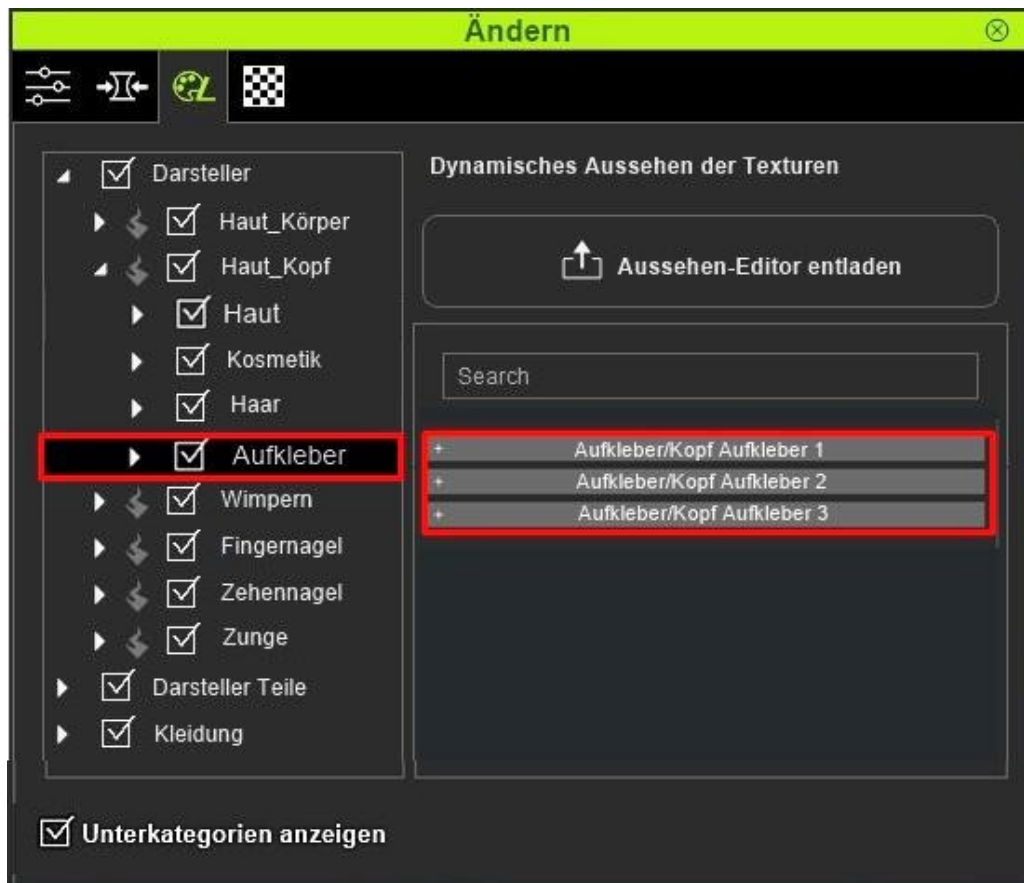 Ändern
Darsteller
Haut_Körper
Haut_Kopf
Haut
Kosmetik
Haar
Aufkleber
Wimpern
Fingernagel
Zehennagel
Zunge
Darsteller Teile
Kleidung
Dynamisches Aussehen der Texturen
Aussehen-Editor entladen
Search
Aufkleber/Kopf Aufkleber 1
Aufkleber/Kopf Aufkleber 2
Aufkleber/Kopf Aufkleber 3
Unterkategorien anzeigen